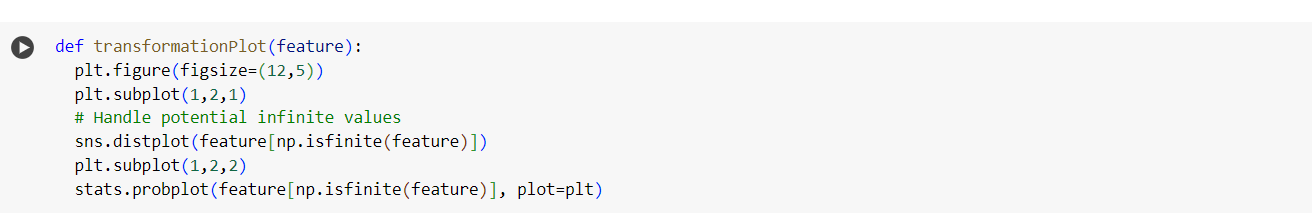 def transformationPlot(feature):
  plt.figure(figsize=(12,5))
  plt.subplot(1,2,1)
  # Handle potential infinite values
  sns.distplot(feature[np.isfinite(feature)])
  plt.subplot(1,2,2)
  stats.probplot(feature[np.isfinite(feature)], plot=plt)